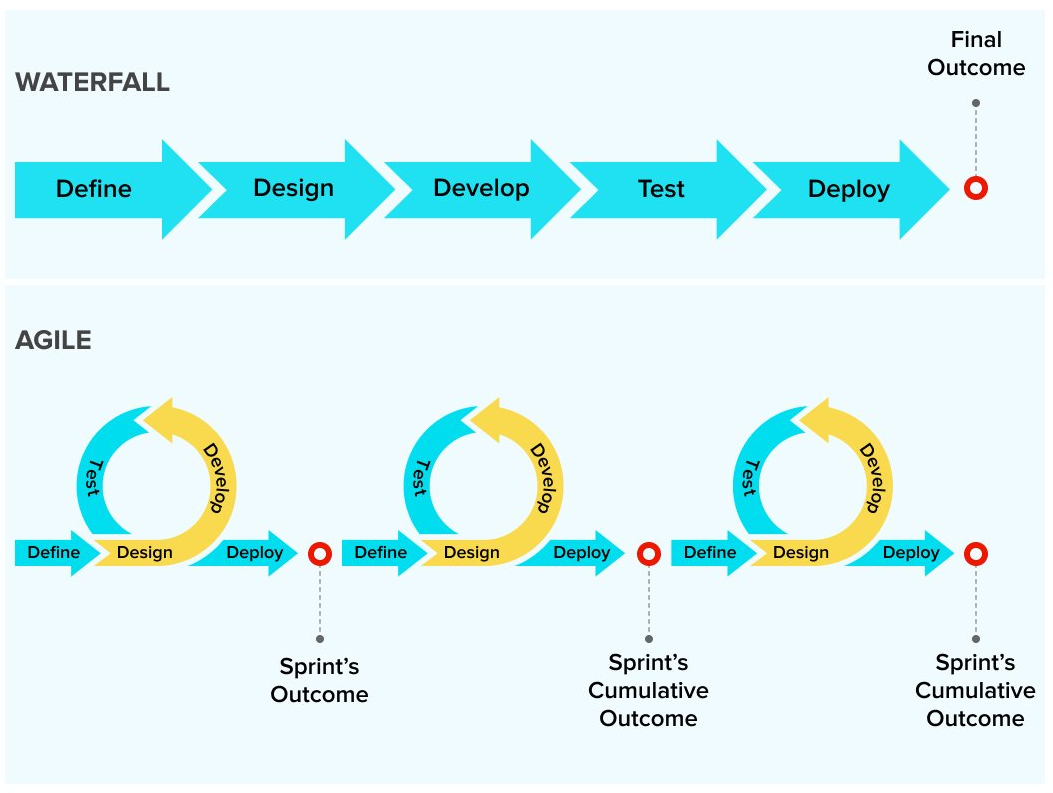 WATERFALL
Final
Outcome
Define
Design
Develop
Test
Deploy
AGILE
Test
Develop
Define
Design
Deploy
Test
Develop
Define
Design
Deploy
Test
Develop
Define
Design
Deploy
Sprint’s
Outcome
Sprint’s
Cumulative
Outcome
Sprint’s
Cumulative
Outcome